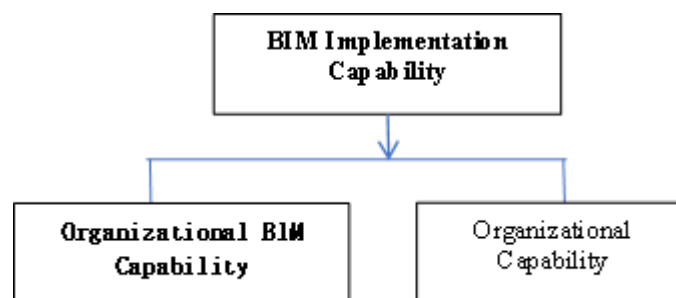 BIM Implementation
Capability
Organizational BIM
Capability
Organizational
Capability